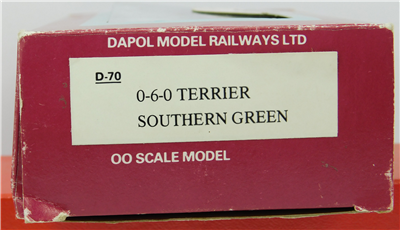 DAPOL MODEL RAILWAYS LTD
D-70
0-6-0 TERRIER
SOUTHERN GREEN
OO SCALE MODEL